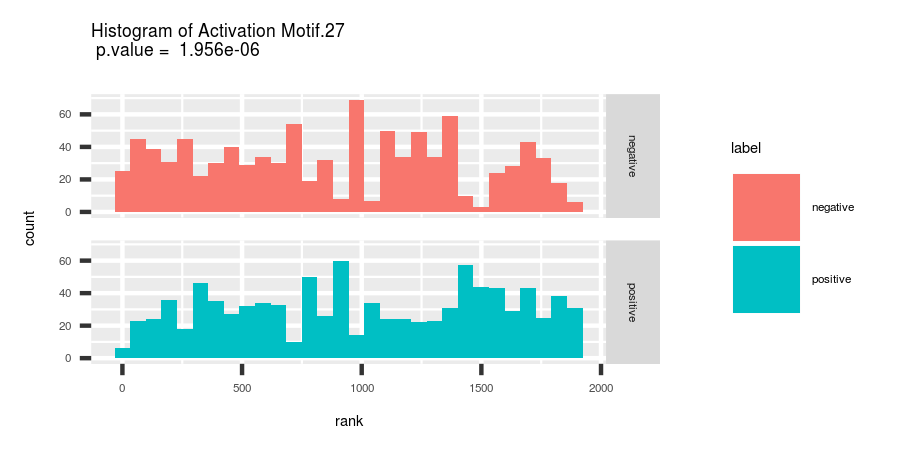 Histogram of Activation Motif.27
p.value = 1.956e-06
count
60
40
20
0
negative
60
40
20
0
positive
0 500 1000 1500 2000
rank
label
negative
positive